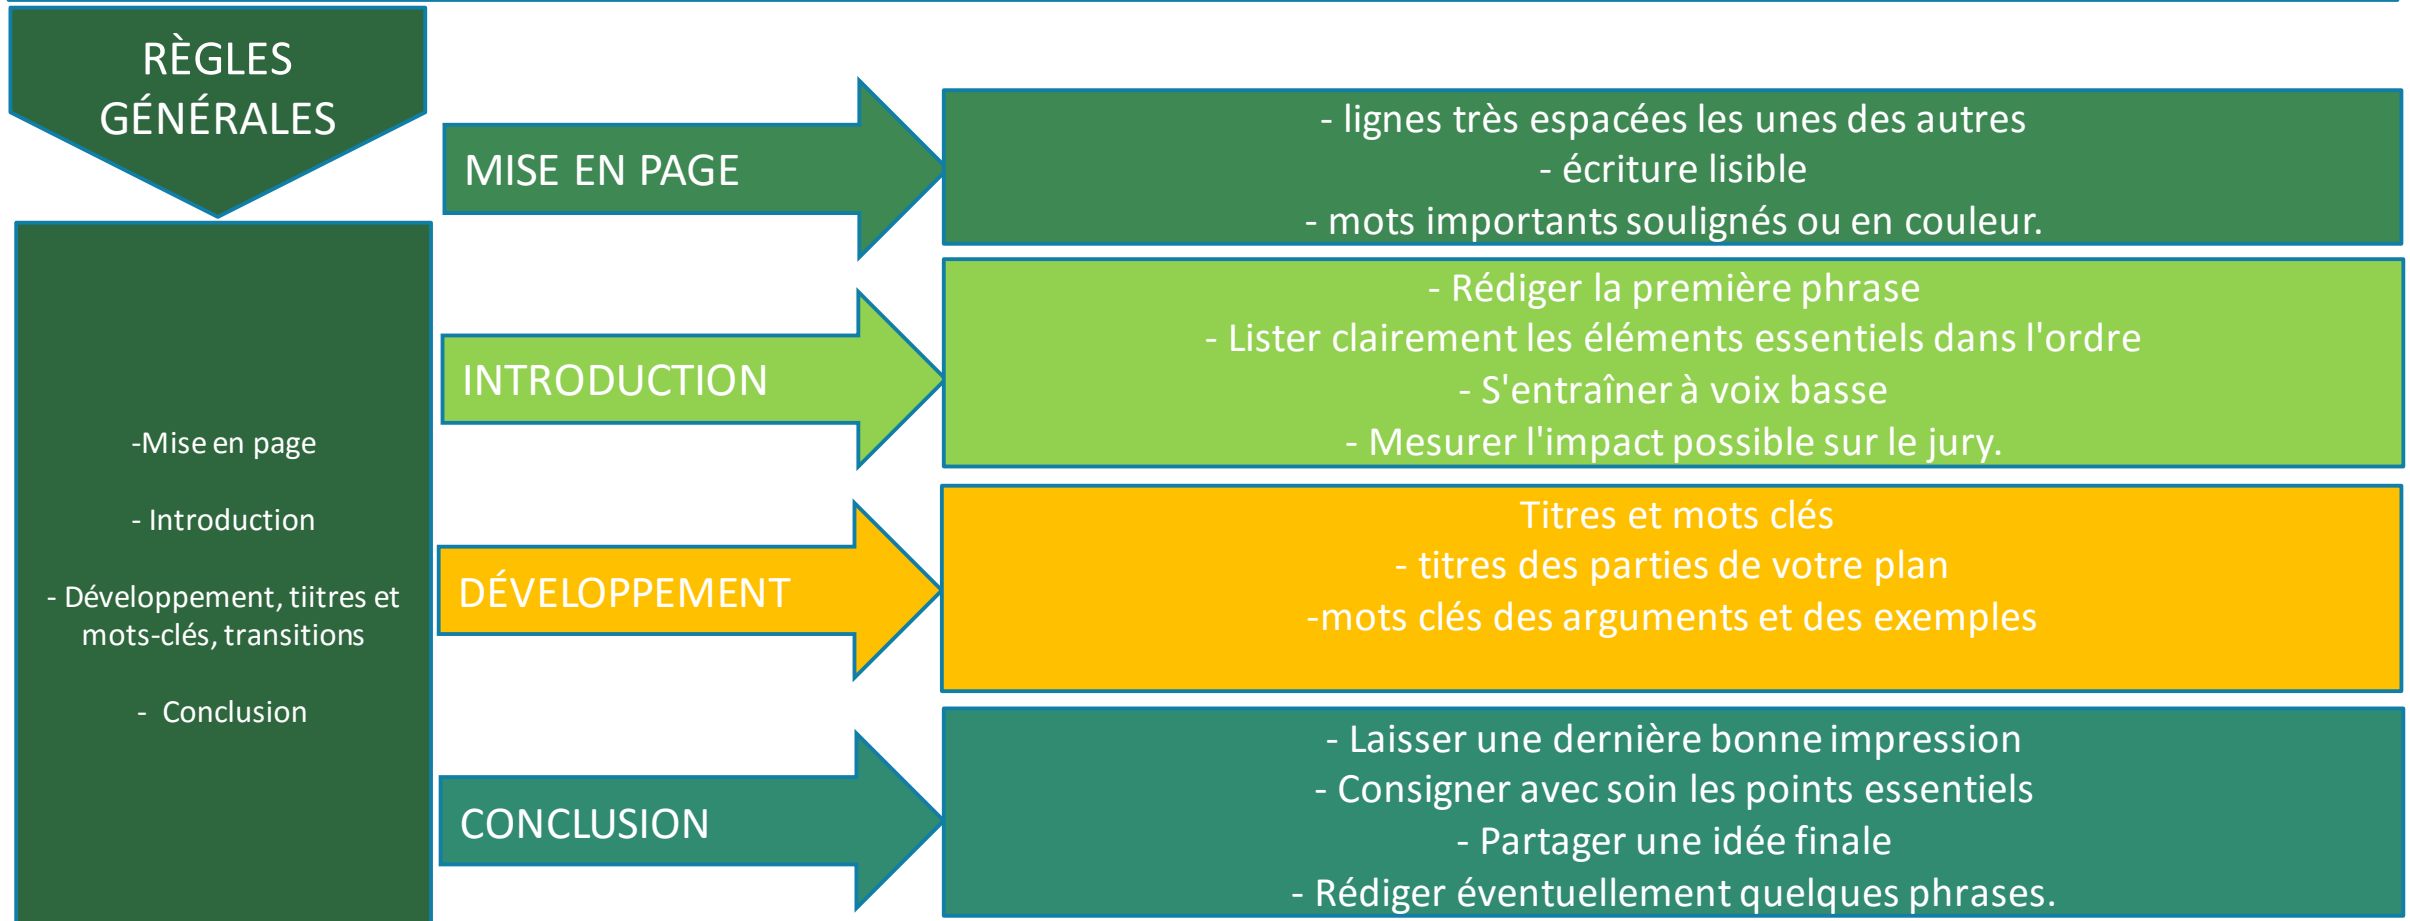 RÈGLES
GÉNÉRALES
-Mise en page
- Introduction
- Développement, tiitres et
mots-clés, transitions
- Conclusion
MISE EN PAGE
- lignes très espacées les unes des autres
- écriture lisible
- mots importants soulignés ou en couleur.
INTRODUCTION
- Rédiger la première phrase
- Lister clairement les éléments essentiels dans l'ordre
- S'entraîner à voix basse
- Mesurer l'impact possible sur le jury.
DÉVELOPPEMENT
Titres et mots clés
- titres des parties de votre plan
-mots clés des arguments et des exemples
CONCLUSION
- Laisser une dernière bonne impression
- Consigner avec soin les points essentiels
- Partager une idée finale
- Rédiger éventuellement quelques phrases.